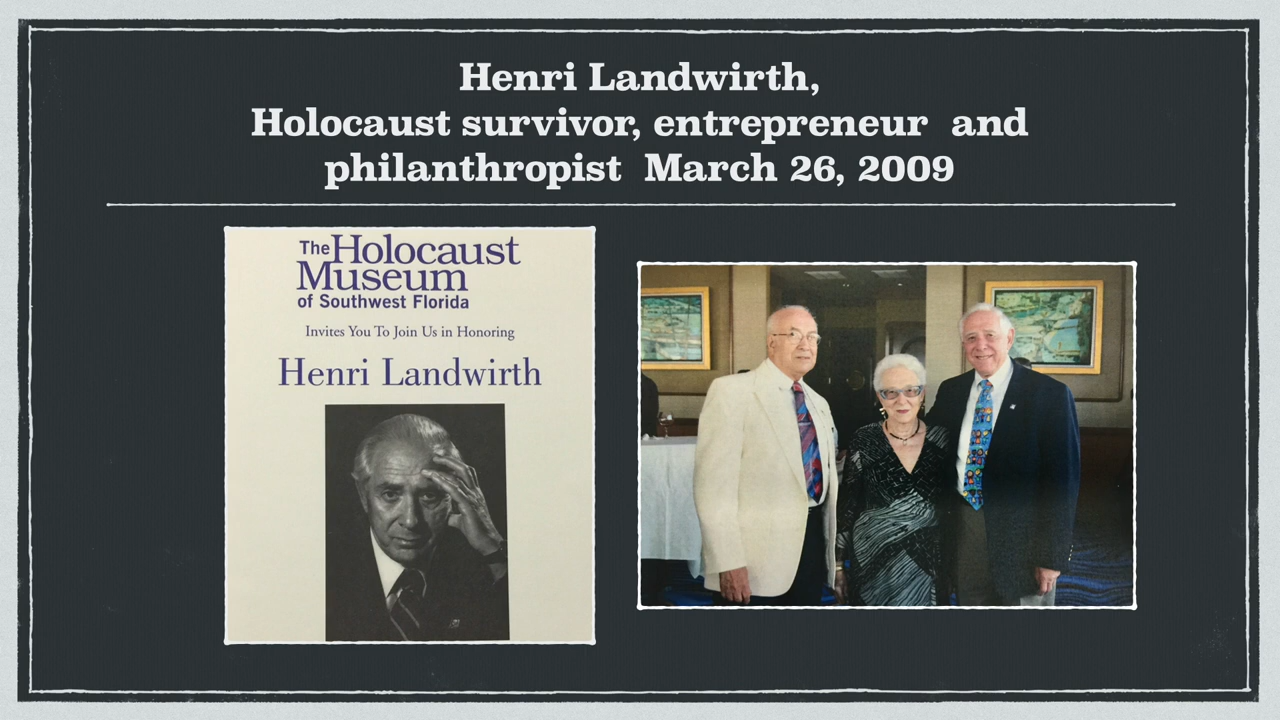 Henri Landwirth,
Holocaust survivor, entrepreneur  and
philanthropist  March 26, 2009
The Holocaust
Museum
of Southwest Florida
Invites You To Join Us in Honoring
Henri Landwirth